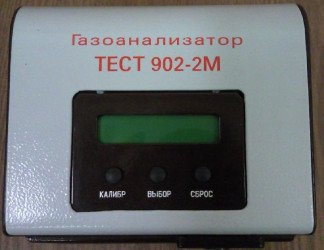 Газоанализатор
ТЕСТ 902-2М
КАЛИБР ВЫБОР СБРОС